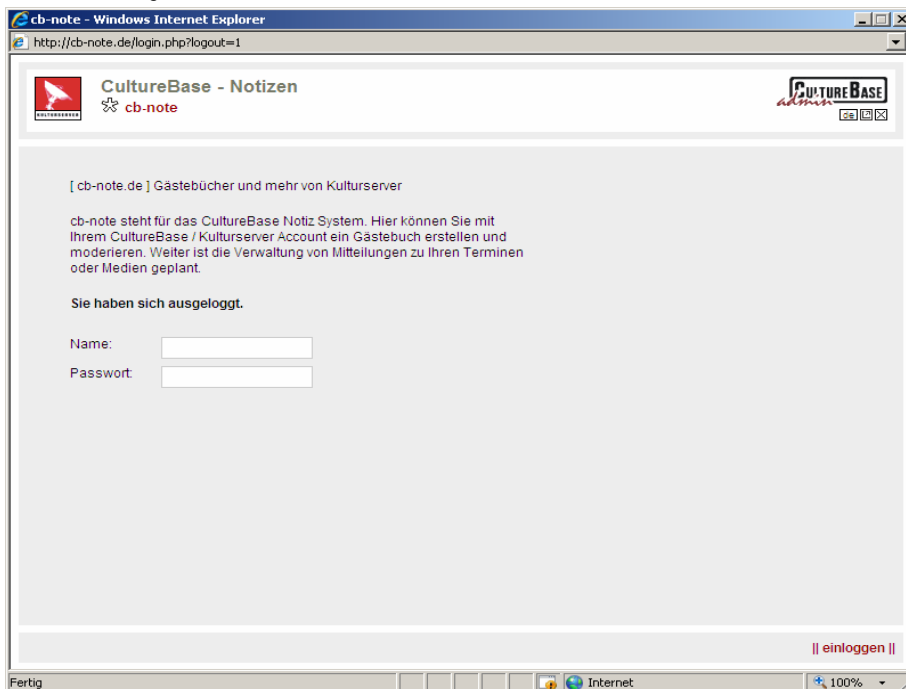 cb-note - Windows Internet Explorer
http://cb-note.de/login.php?logout=1
CultureBase - Notizen
cb-note
KULTURSERVER
CULTUREBASE
admin
de
[ cb-note.de ] Gästebücher und mehr von Kulturserver
cb-note steht für das CultureBase Notiz System. Hier können Sie mit
Ihrem CultureBase / Kulturserver Account ein Gästebuch erstellen und
moderieren. Weiter ist die Verwaltung von Mitteilungen zu Ihren Terminen
oder Medien geplant.
Sie haben sich ausgeloggt.
Name:
Passwort:
|| einloggen ||
Fertig
Internet
100%